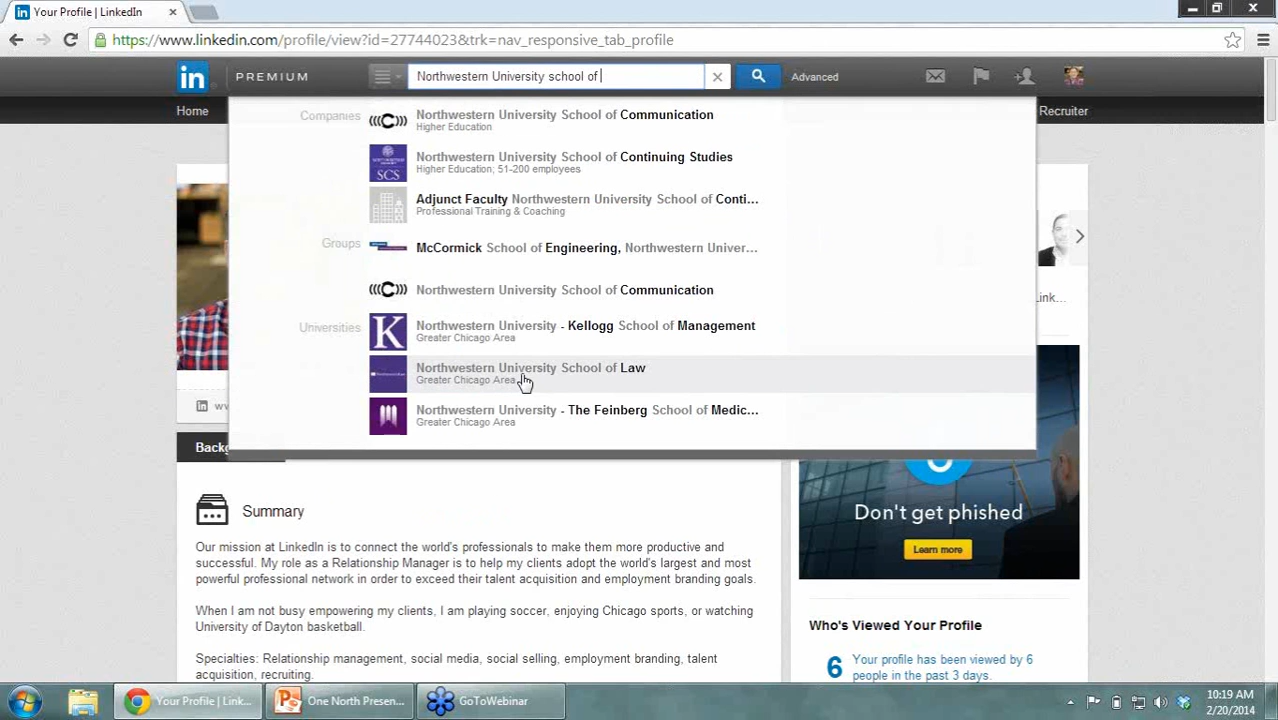 Your Profile | LinkedIn
https://www.linkedin.com/profile/view?id=27744023&trk=nav_responsive_tab_profile
in
PREMIUM
Northwestern University school of
Advanced
Home
Recruiter
Companies
Northwestern University School of Communication
Higher Education
Northwestern University School of Continuing Studies
Higher Education; 51-200 employees
Adjunct Faculty Northwestern University School of Conti...
Professional Training & Coaching
Groups
McCormick School of Engineering, Northwestern Univer...
Northwestern University School of Communication
Universities
Northwestern University - Kellogg School of Management
Greater Chicago Area
Northwestern University School of Law
Greater Chicago Area
Northwestern University - The Feinberg School of Medic...
Greater Chicago Area
SCS
K
Link...
in
Backg
Summary
Our mission at LinkedIn is to connect the world's professionals to make them more productive and
successful. My role as a Relationship Manager is to help my clients adopt the world's largest and most
powerful professional network in order to exceed their talent acquisition and employment branding goals.
When I am not busy empowering my clients, I am playing soccer, enjoying Chicago sports, or watching
University of Dayton basketball.
Specialties: Relationship management, social media, social selling, employment branding, talent
acquisition, recruiting.
Don't get phished
Learn more
Who's Viewed Your Profile
6
Your profile has been viewed by 6
people in the past 3 days.
Your Profile | Link...
One North Presen...
GoToWebinar
10:19 AM
2/20/2014